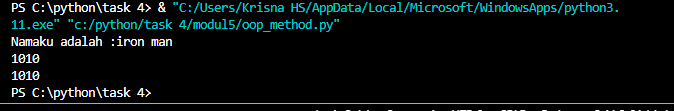 PS C:\python\task 4> & "C:/Users/Krisna HS/AppData/Local/Microsoft/WindowsApps/python3.
11.exe" "c:/python/task 4/modul5/oop_method.py"
Namaku adalah :iron man
1010
1010
PS C:\python\task 4>